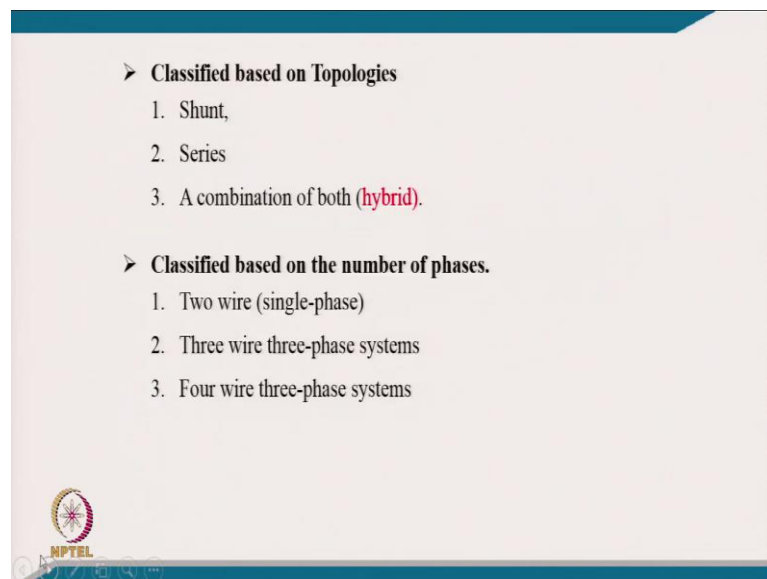 ➢ Classified based on Topologies
1. Shunt,
2. Series
3. A combination of both (hybrid).
➢ Classified based on the number of phases.
1. Two wire (single-phase)
2. Three wire three-phase systems
3. Four wire three-phase systems
NPTEL